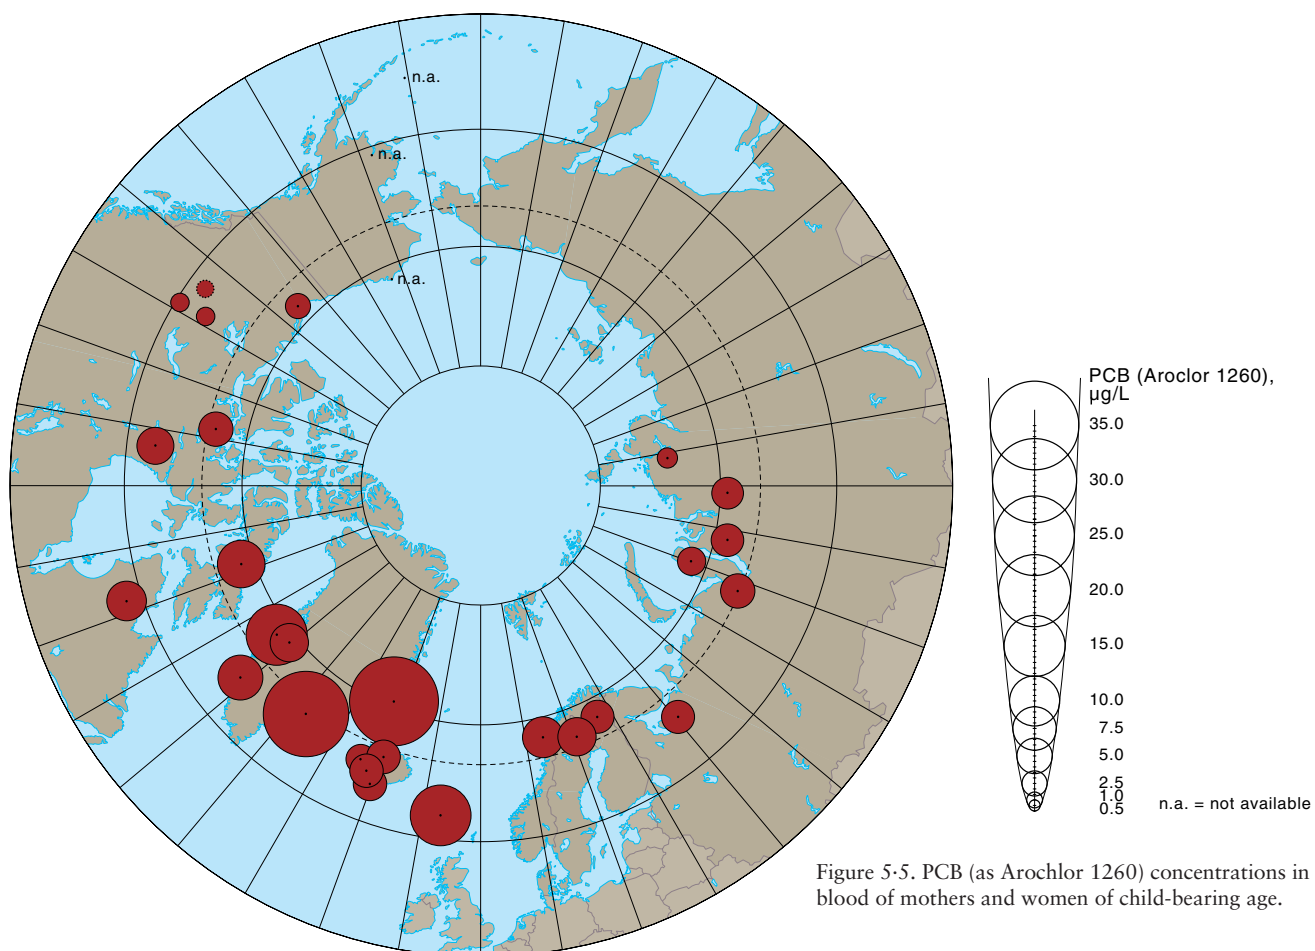 n.a.
n.a.
n.a.
PCB (Aroclor 1260),
µg/L
35.0
30.0
25.0
20.0
15.0
10.0
7.5
5.0
2.5
1.0
0.5
n.a. = not available
Figure 5·5. PCB (as Arochlor 1260) concentrations in
blood of mothers and women of child-bearing age.